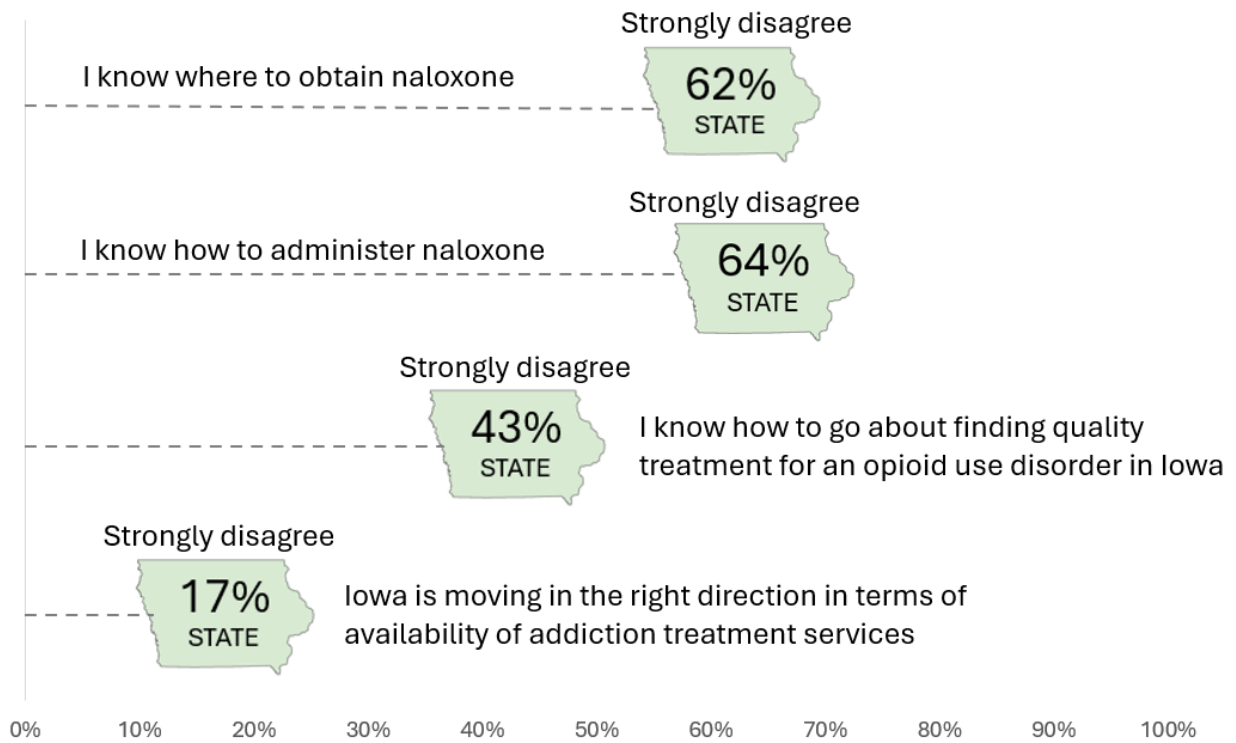 Strongly disagree
I know where to obtain naloxone
62%
STATE
Strongly disagree
I know how to administer naloxone
64%
STATE
Strongly disagree
43%
STATE
I know how to go about finding quality
treatment for an opioid use disorder in Iowa
Strongly disagree
17%
STATE
Iowa is moving in the right direction in terms of
availability of addiction treatment services
0% 10% 20% 30% 40% 50% 60% 70% 80% 90% 100%